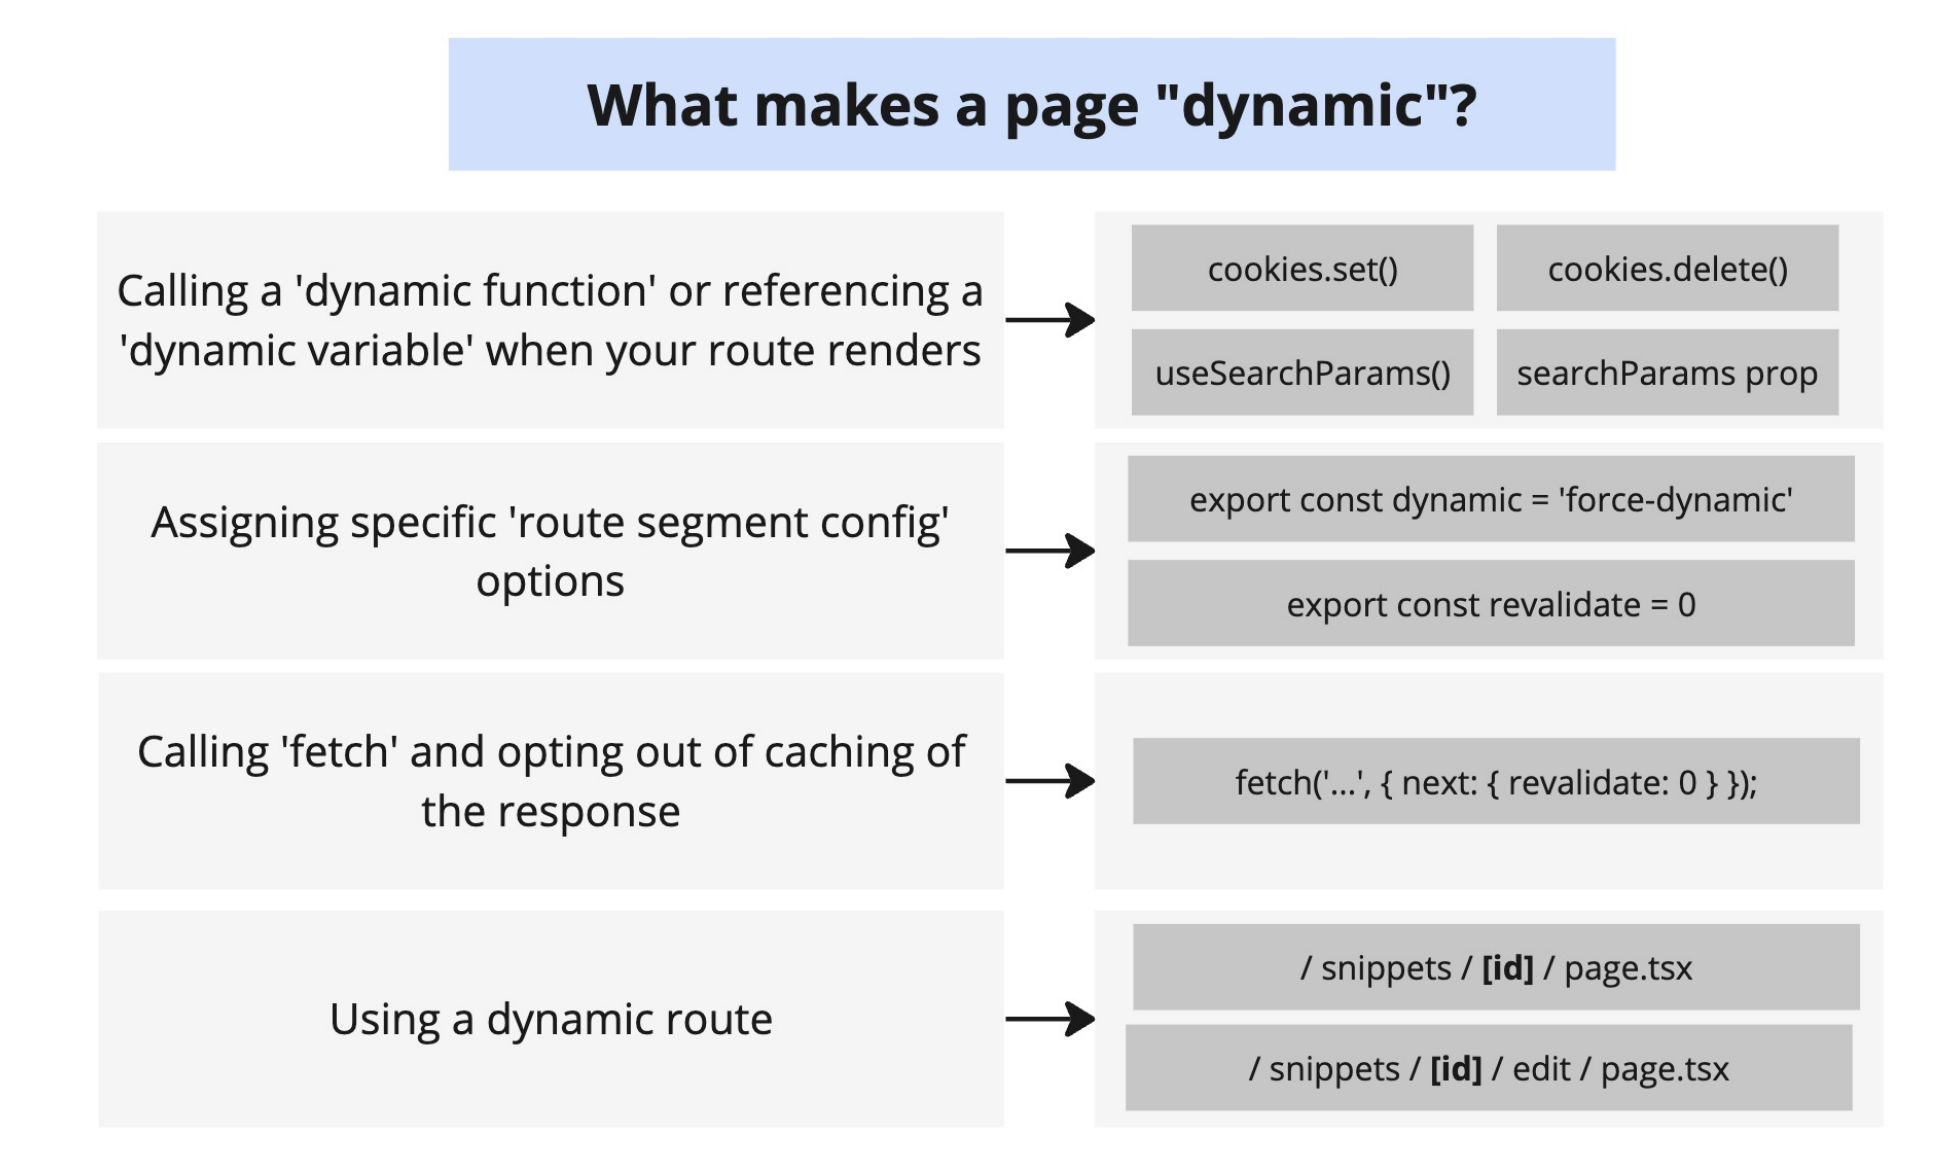 What makes a page "dynamic"?
Calling a 'dynamic function' or referencing a
'dynamic variable' when your route renders
cookies.set()
cookies.delete()
useSearchParams()
searchParams prop
Assigning specific 'route segment config'
options
export const dynamic = 'force-dynamic'
export const revalidate = 0
Calling 'fetch' and opting out of caching of
the response
fetch('...', { next: { revalidate: 0 } });
Using a dynamic route
/ snippets / [id] / page.tsx
/ snippets / [id] / edit / page.tsx